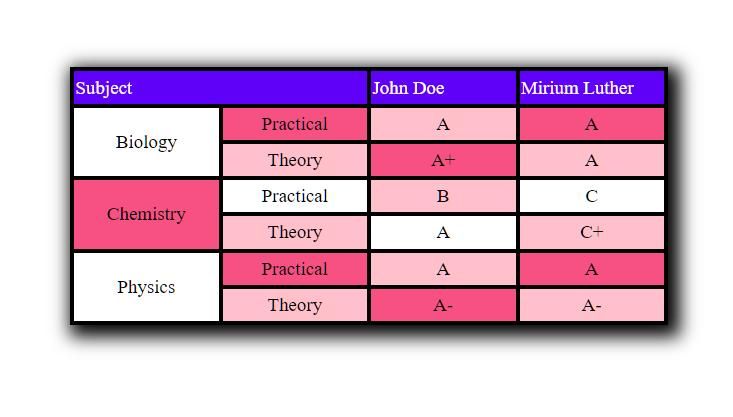 Subject John Doe Mirium Luther
Biology Practical A A
Theory A+ A
Chemistry Practical B C
Theory A C+
Physics Practical A A
Theory A- A-